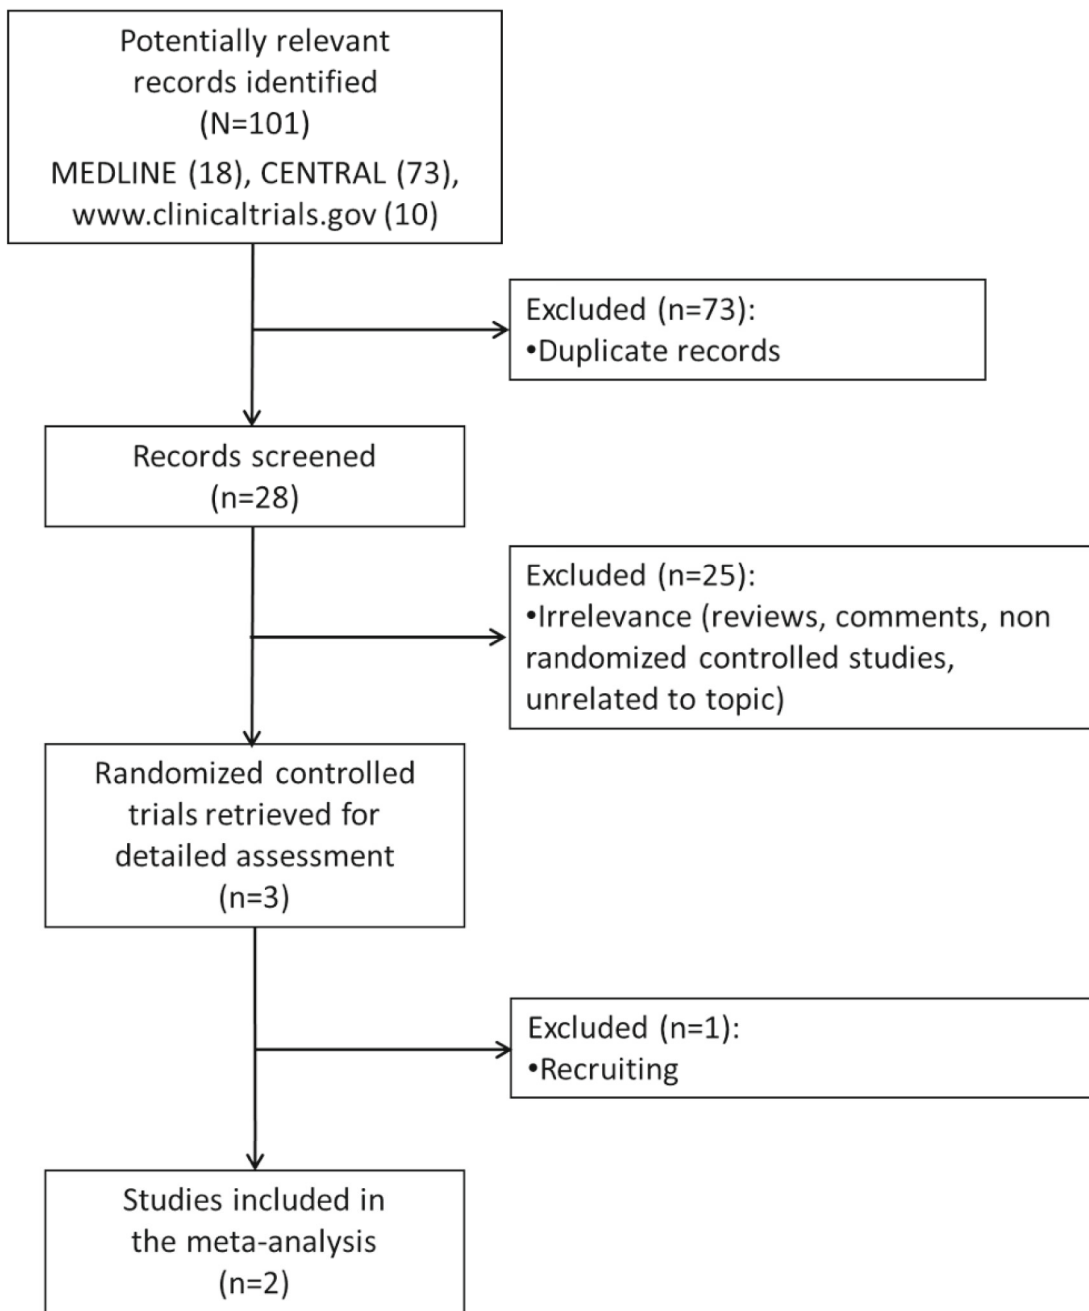 Potentially relevant
records identified
(N=101)
MEDLINE (18), CENTRAL (73),
www.clinicaltrials.gov (10)
Excluded (n=73):
•Duplicate records
Records screened
(n=28)
Excluded (n=25):
•Irrelevance (reviews, comments, non
randomized controlled studies,
unrelated to topic)
Randomized controlled
trials retrieved for
detailed assessment
(n=3)
Excluded (n=1):
•Recruiting
Studies included in
the meta-analysis
(n=2)